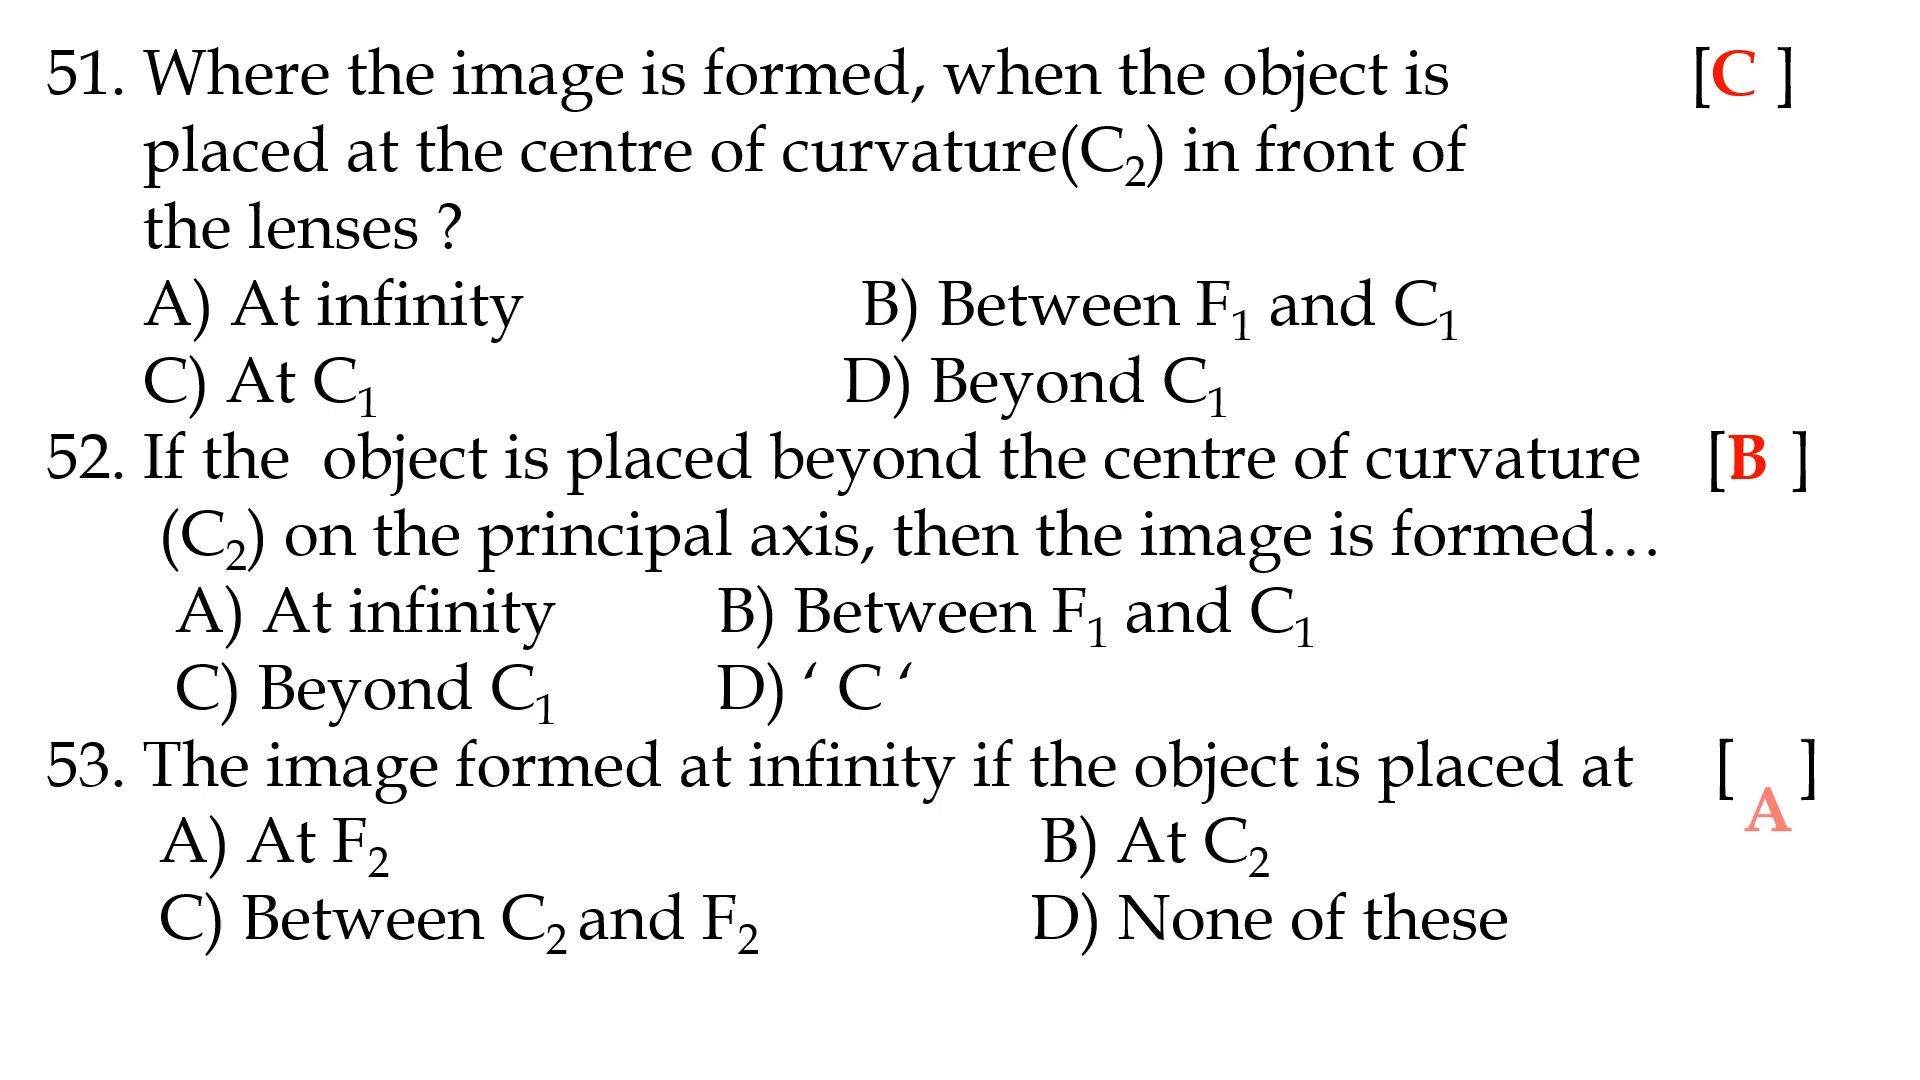 51. Where the image is formed, when the object is [C ]
placed at the centre of curvature(C₂) in front of
the lenses ?
A) At infinity B) Between F₁ and C₁
C) At C₁ D) Beyond C₁
52. If the object is placed beyond the centre of curvature [B ]
(C₂) on the principal axis, then the image is formed…
A) At infinity B) Between F₁ and C₁
C) Beyond C₁ D) ‘ C ‘
53. The image formed at infinity if the object is placed at [ A ]
A) At F₂ B) At C₂
C) Between C₂ and F₂ D) None of these